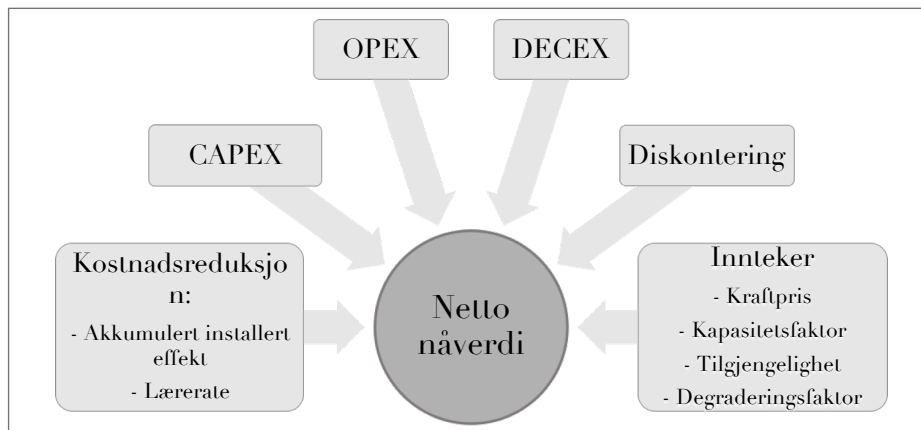 OPEX
DECEX
CAPEX
Diskontering
Kostnadsreduksjo
n:
- Akkumulert installert
effekt
- Lærerate
Netto
nåverdi
Innteker
- Kraftpris
- Kapasitetsfaktor
- Tilgjengelighet
- Degraderingsfaktor